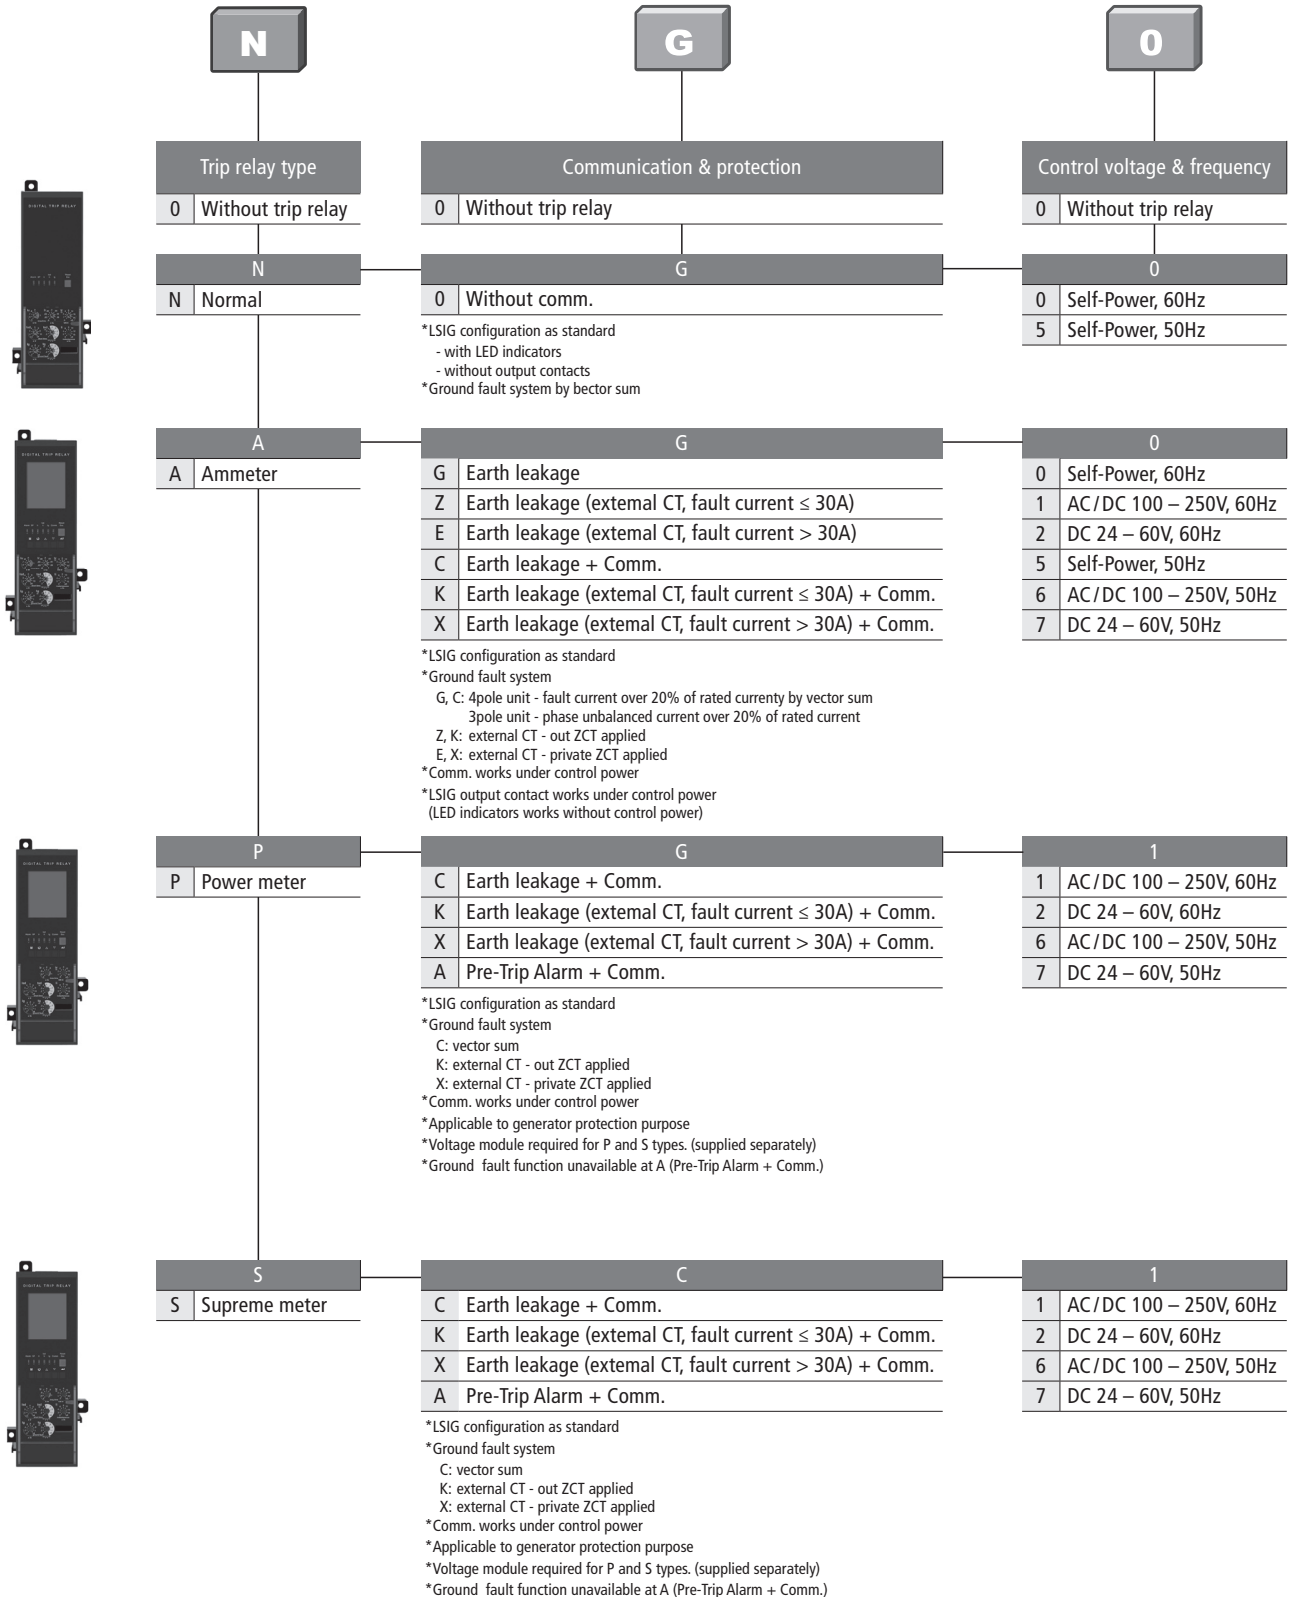 N
G
0
Trip relay type
Communication & protection
Control voltage & frequency
0 Without trip relay
0 Without trip relay
0 Without trip relay
DIGITAL TRIP RELAY
N
G
0
N Normal
0 Without comm.
0 Self-Power, 60Hz
5 Self-Power, 50Hz
*LSIG configuration as standard
- with LED indicators
- without output contacts
*Ground fault system by bector sum
DIGITAL TRIP RELAY
A
G
0
A Ammeter
G Earth leakage
Z Earth leakage (extemal CT, fault current ≤ 30A)
E Earth leakage (extemal CT, fault current > 30A)
C Earth leakage + Comm.
K Earth leakage (extemal CT, fault current ≤ 30A) + Comm.
X Earth leakage (extemal CT, fault current > 30A) + Comm.
0 Self-Power, 60Hz
1 AC/DC 100 – 250V, 60Hz
2 DC 24 – 60V, 60Hz
5 Self-Power, 50Hz
6 AC/DC 100 – 250V, 50Hz
7 DC 24 – 60V, 50Hz
*LSIG configuration as standard
*Ground fault system
G, C: 4pole unit - fault current over 20% of rated currenty by vector sum
3pole unit - phase unbalanced current over 20% of rated current
Z, K: external CT - out ZCT applied
E, X: external CT - private ZCT applied
*Comm. works under control power
*LSIG output contact works under control power
(LED indicators works without control power)
DIGITAL TRIP RELAY
P
G
1
P Power meter
C Earth leakage + Comm.
K Earth leakage (extemal CT, fault current ≤ 30A) + Comm.
X Earth leakage (extemal CT, fault current > 30A) + Comm.
A Pre-Trip Alarm + Comm.
1 AC/DC 100 – 250V, 60Hz
2 DC 24 – 60V, 60Hz
6 AC/DC 100 – 250V, 50Hz
7 DC 24 – 60V, 50Hz
*LSIG configuration as standard
*Ground fault system
C: vector sum
K: external CT - out ZCT applied
X: external CT - private ZCT applied
*Comm. works under control power
*Applicable to generator protection purpose
*Voltage module required for P and S types. (supplied separately)
*Ground fault function unavailable at A (Pre-Trip Alarm + Comm.)
DIGITAL TRIP RELAY
S
C
1
S Supreme meter
C Earth leakage + Comm.
K Earth leakage (extemal CT, fault current ≤ 30A) + Comm.
X Earth leakage (extemal CT, fault current > 30A) + Comm.
A Pre-Trip Alarm + Comm.
1 AC/DC 100 – 250V, 60Hz
2 DC 24 – 60V, 60Hz
6 AC/DC 100 – 250V, 50Hz
7 DC 24 – 60V, 50Hz
*LSIG configuration as standard
*Ground fault system
C: vector sum
K: external CT - out ZCT applied
X: external CT - private ZCT applied
*Comm. works under control power
*Applicable to generator protection purpose
*Voltage module required for P and S types. (supplied separately)
*Ground fault function unavailable at A (Pre-Trip Alarm + Comm.)